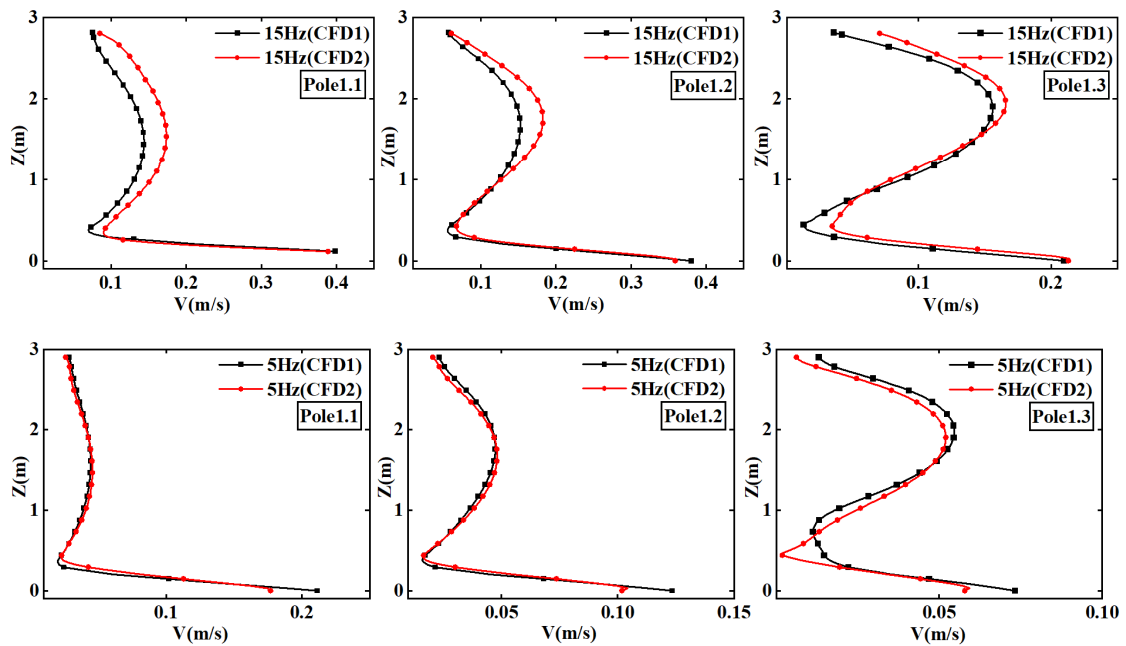 3
2
1
0
Z(m)
15Hz(CFD1)
15Hz(CFD2)
Pole1.1
0.1 0.2 0.3 0.4
V(m/s)
3
2
1
0
Z(m)
15Hz(CFD1)
15Hz(CFD2)
Pole1.2
0.1 0.2 0.3 0.4
V(m/s)
3
2
1
0
Z(m)
15Hz(CFD1)
15Hz(CFD2)
Pole1.3
0.1 0.2
V(m/s)
3
2
1
0
Z(m)
5Hz(CFD1)
5Hz(CFD2)
Pole1.1
0.1 0.2
V(m/s)
3
2
1
0
Z(m)
5Hz(CFD1)
5Hz(CFD2)
Pole1.2
0.05 0.10 0.15
V(m/s)
3
2
1
0
Z(m)
5Hz(CFD1)
5Hz(CFD2)
Pole1.3
0.05 0.10
V(m/s)